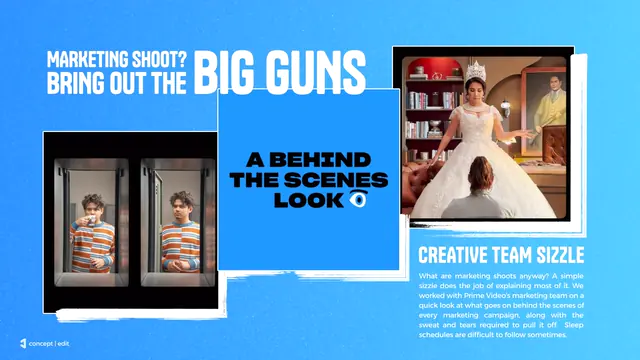 MARKETING SHOOT?
BRING OUT THE BIG GUNS
A BEHIND
THE SCENES
LOOK
CREATIVE TEAM SIZZLE
What are marketing shoots anyway? A simple
sizzle does the job of explaining most of it. We
worked with Prime Video's marketing team on a
quick look at what goes on behind the scenes of
every marketing campaign, along with the
sweat and tears required to pull it off. Sleep
schedules are difficult to follow sometimes.
concept | edit